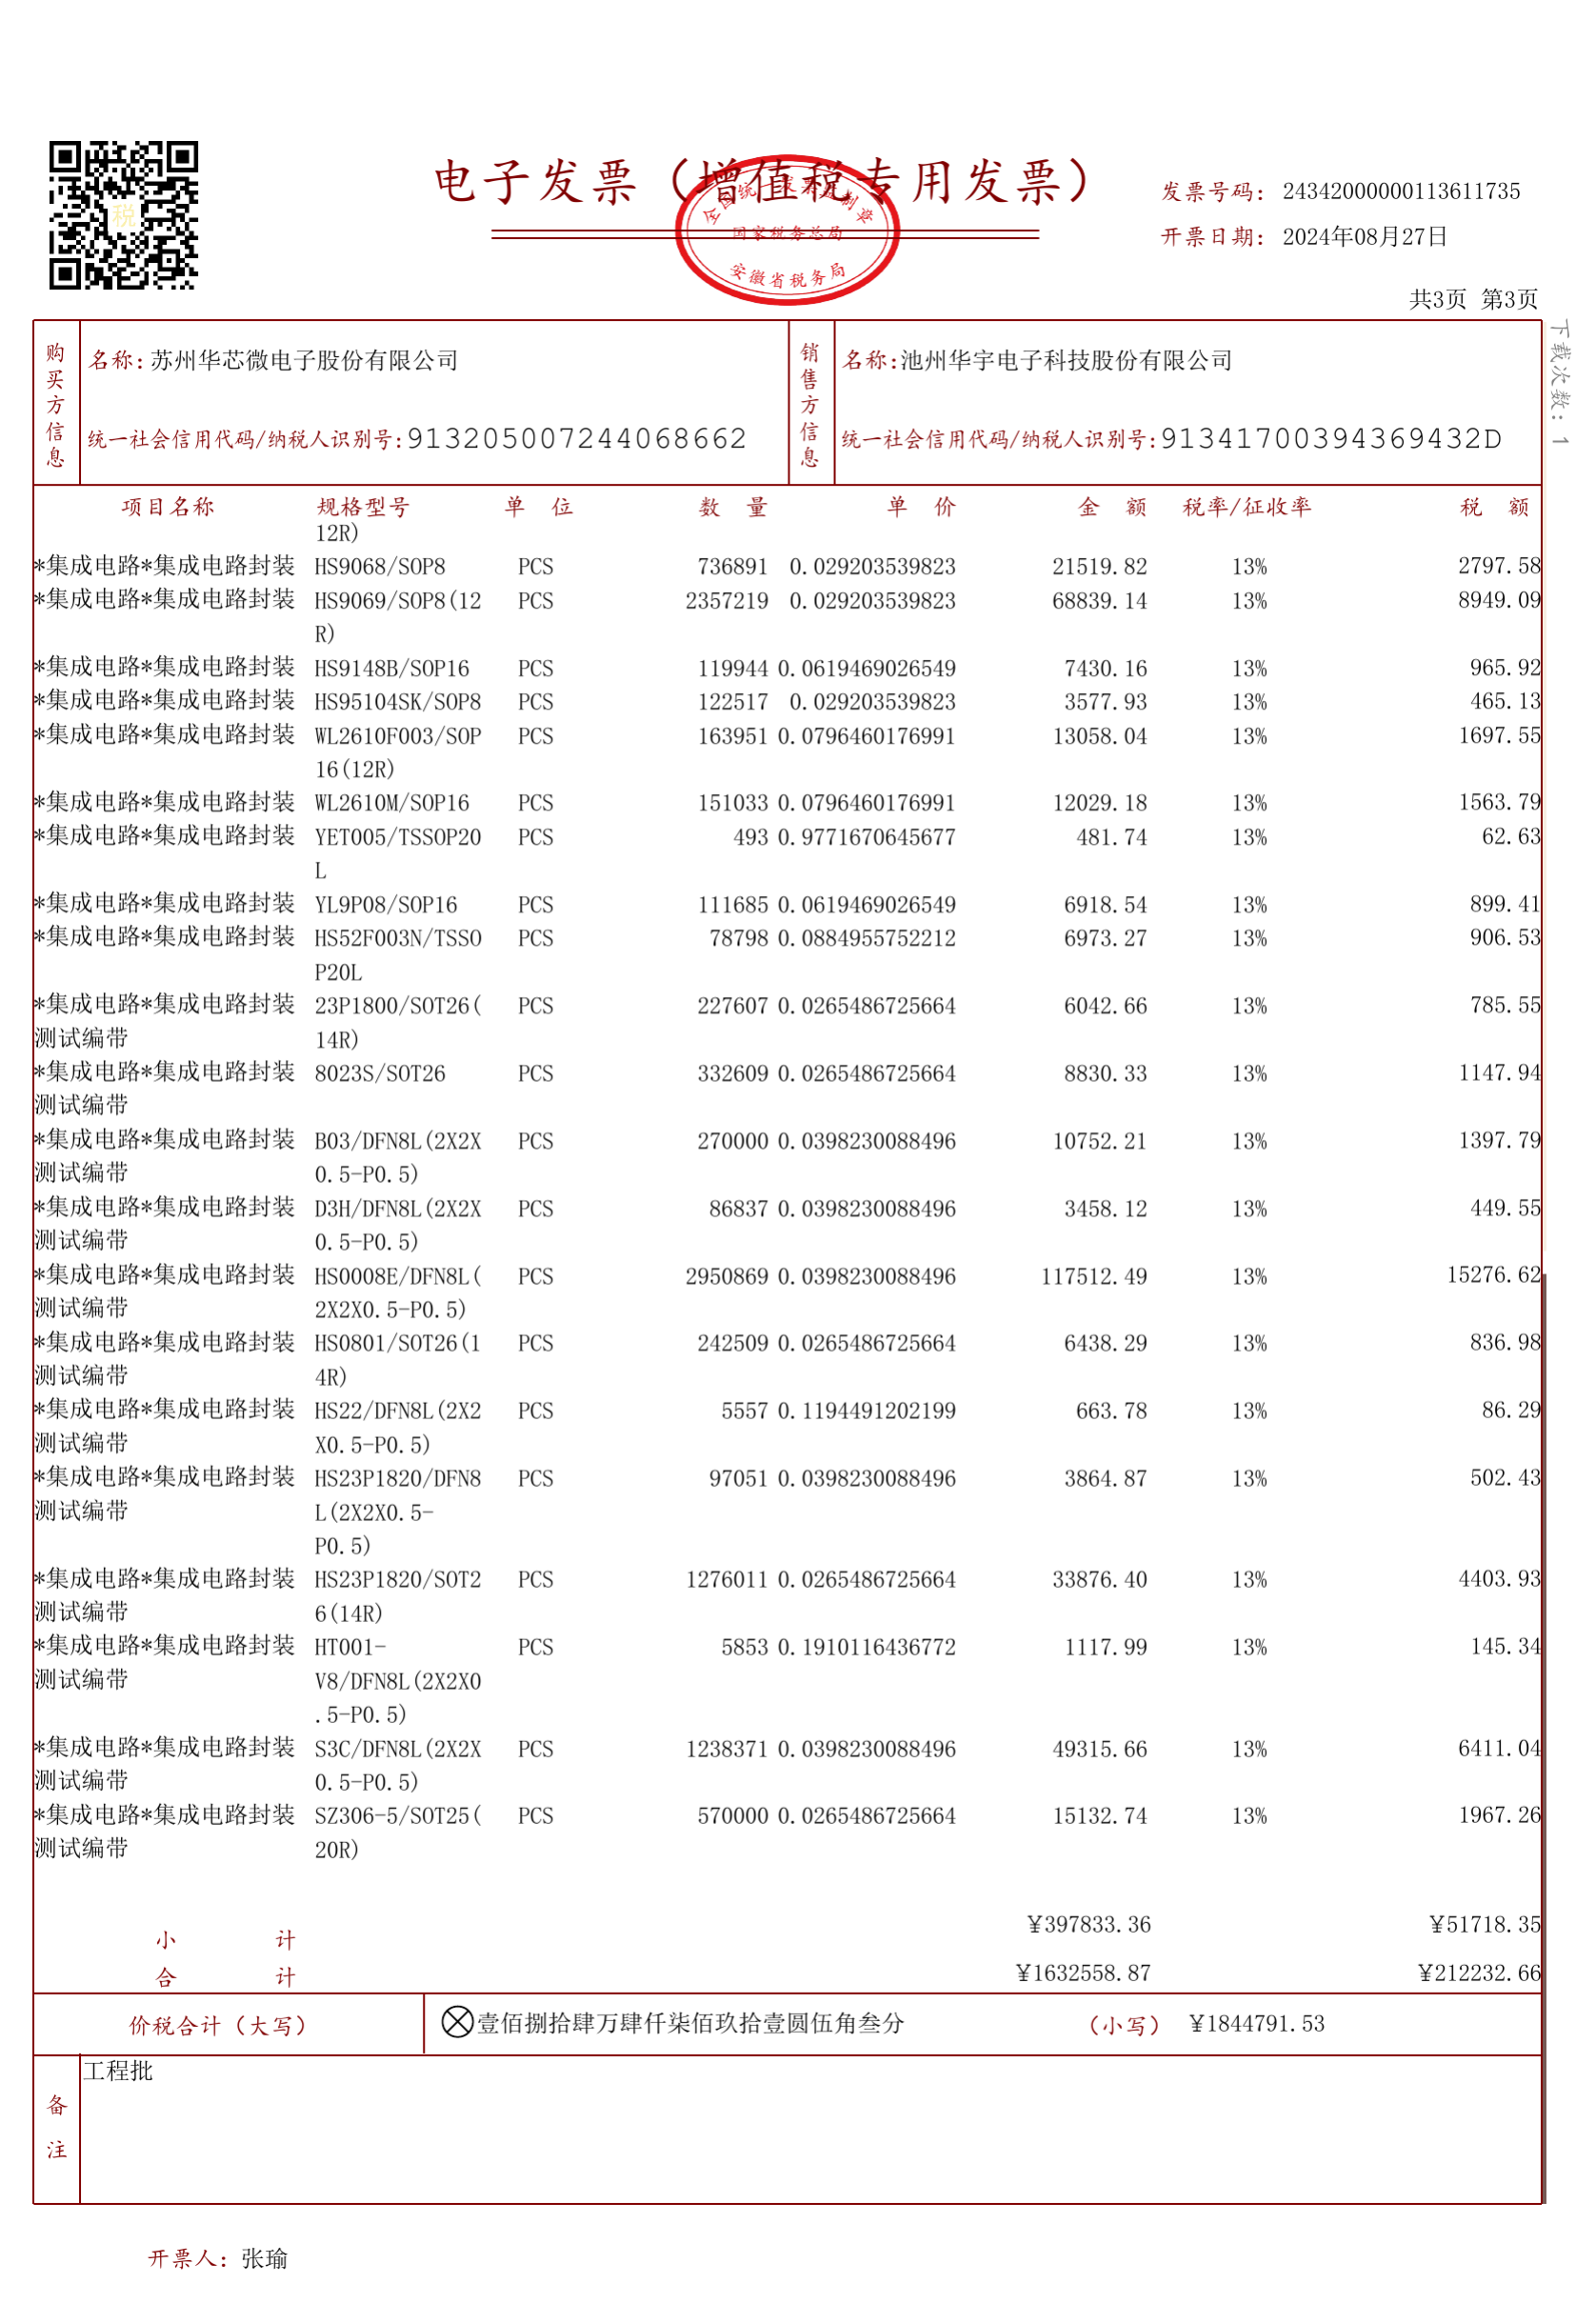 电子发票（增值税专用发票）
全国统一发票监制章
国家税务总局
安徽省税务局
税
发票号码：24342000000113611735
开票日期：2024年08月27日
共3页 第3页
下载次数：1
购买方信息 名称：苏州华芯微电子股份有限公司 销售方信息 名称：池州华宇电子科技股份有限公司
统一社会信用代码/纳税人识别号：913205007244068662 统一社会信用代码/纳税人识别号：91341700394369432D
项目名称 规格型号 单 位 数 量 单 价 金 额 税率/征收率 税 额
12R)
*集成电路*集成电路封装 HS9068/SOP8 PCS 736891 0.029203539823 21519.82 13% 2797.58
*集成电路*集成电路封装 HS9069/SOP8(12 PCS 2357219 0.029203539823 68839.14 13% 8949.09
R)
*集成电路*集成电路封装 HS9148B/SOP16 PCS 119944 0.0619469026549 7430.16 13% 965.92
*集成电路*集成电路封装 HS95104SK/SOP8 PCS 122517 0.029203539823 3577.93 13% 465.13
*集成电路*集成电路封装 WL2610F003/SOP PCS 163951 0.0796460176991 13058.04 13% 1697.55
16(12R)
*集成电路*集成电路封装 WL2610M/SOP16 PCS 151033 0.0796460176991 12029.18 13% 1563.79
*集成电路*集成电路封装 YET005/TSSOP20 PCS 493 0.9771670645677 481.74 13% 62.63
L
*集成电路*集成电路封装 YL9P08/SOP16 PCS 111685 0.0619469026549 6918.54 13% 899.41
*集成电路*集成电路封装 HS52F003N/TSSO PCS 78798 0.0884955752212 6973.27 13% 906.53
P20L
*集成电路*集成电路封装 23P1800/SOT26( PCS 227607 0.0265486725664 6042.66 13% 785.55
测试编带 14R)
*集成电路*集成电路封装 8023S/SOT26 PCS 332609 0.0265486725664 8830.33 13% 1147.94
测试编带
*集成电路*集成电路封装 B03/DFN8L(2X2X PCS 270000 0.0398230088496 10752.21 13% 1397.79
测试编带 0.5-P0.5)
*集成电路*集成电路封装 D3H/DFN8L(2X2X PCS 86837 0.0398230088496 3458.12 13% 449.55
测试编带 0.5-P0.5)
*集成电路*集成电路封装 HS0008E/DFN8L( PCS 2950869 0.0398230088496 117512.49 13% 15276.62
测试编带 2X2X0.5-P0.5)
*集成电路*集成电路封装 HS0801/SOT26(1 PCS 242509 0.0265486725664 6438.29 13% 836.98
测试编带 4R)
*集成电路*集成电路封装 HS22/DFN8L(2X2 PCS 5557 0.1194491202199 663.78 13% 86.29
测试编带 X0.5-P0.5)
*集成电路*集成电路封装 HS23P1820/DFN8 PCS 97051 0.0398230088496 3864.87 13% 502.43
测试编带 L(2X2X0.5-
P0.5)
*集成电路*集成电路封装 HS23P1820/SOT2 PCS 1276011 0.0265486725664 33876.40 13% 4403.93
测试编带 6(14R)
*集成电路*集成电路封装 HT001- PCS 5853 0.1910116436772 1117.99 13% 145.34
测试编带 V8/DFN8L(2X2X0
.5-P0.5)
*集成电路*集成电路封装 S3C/DFN8L(2X2X PCS 1238371 0.0398230088496 49315.66 13% 6411.04
测试编带 0.5-P0.5)
*集成电路*集成电路封装 SZ306-5/SOT25( PCS 570000 0.0265486725664 15132.74 13% 1967.26
测试编带 20R)
小 计 ¥397833.36 ¥51718.35
合 计 ¥1632558.87 ¥212232.66
价税合计（大写） 壹佰捌拾肆万肆仟柒佰玖拾壹圆伍角叁分 （小写） ¥1844791.53
备注 工程批
开票人：张瑜